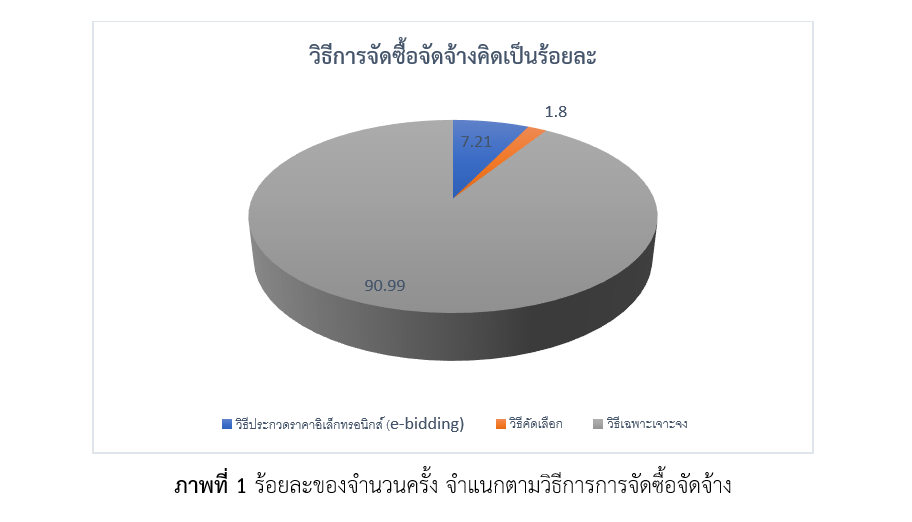 วิธีการจัดซื้อจัดจ้างคิดเป็นร้อยละ
1.8
7.21
90.99
วิธีประกวดราคาอิเล็กทรอนิกส์ (e-bidding) วิธีคัดเลือก วิธีเฉพาะเจาะจง
ภาพที่ 1 ร้อยละของจำนวนครั้ง จำแนกตามวิธีการการจัดซื้อจัดจ้าง